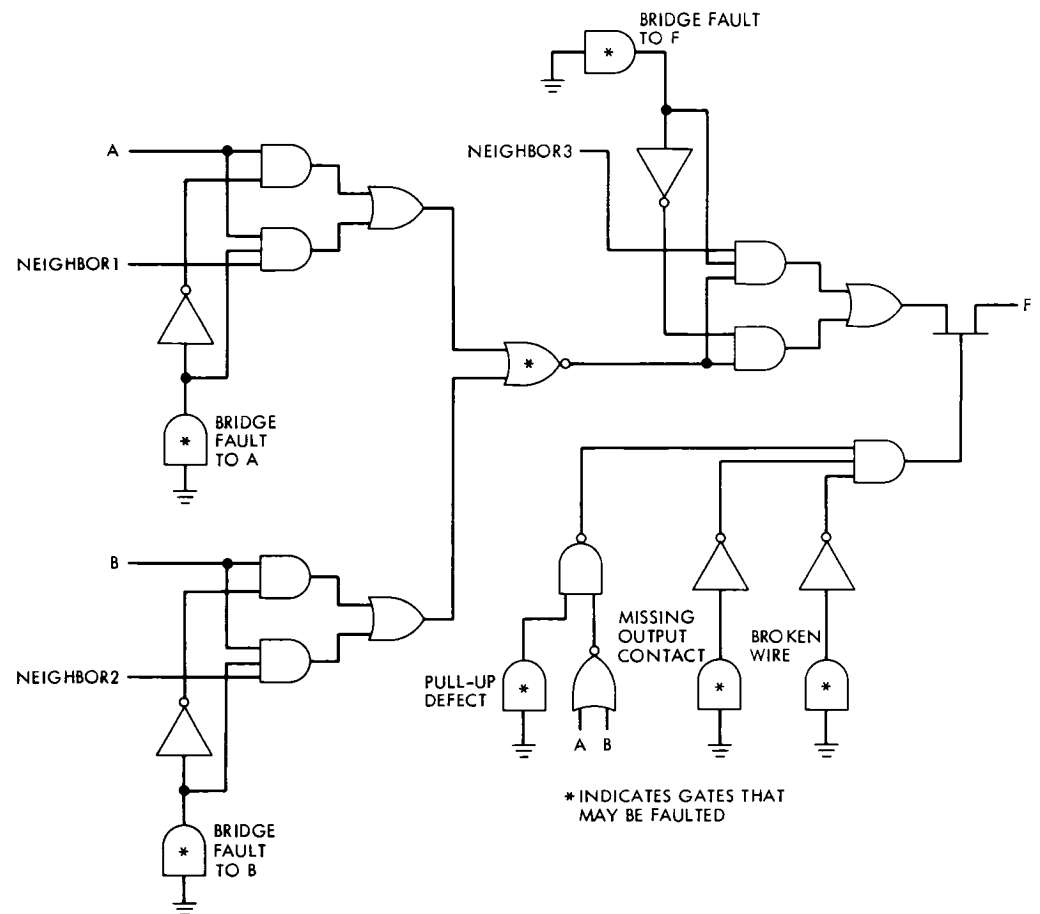 BRIDGE FAULT
TO F
*
A
NEIGHBOR3
NEIGHBOR1
F
*
*
BRIDGE
FAULT
TO A
B
MISSING
OUTPUT
CONTACT
BROKEN
WIRE
NEIGHBOR2
PULL-UP
DEFECT
*
*
*
A B
* INDICATES GATES THAT
MAY BE FAULTED
*
BRIDGE
FAULT
TO B